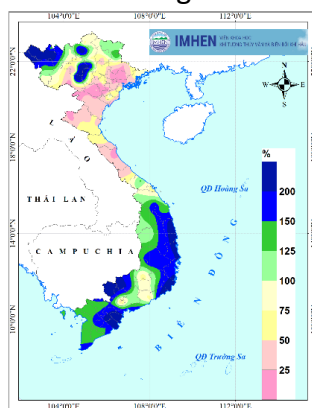 104°0'0"E 108°0'0"E 112°0'0"E
IMHEN
22°0'0"N
N
W E
S
18°0'0"N
LÀO
%
THÁI LAN
QĐ Hoàng Sa
200
150
14°0'0"N
CAMPUCHIA
125
100
BIỂN ĐÔNG
75
10°0'0"N
50
QĐ Trường Sa
25
104°0'0"E 108°0'0"E 112°0'0"E